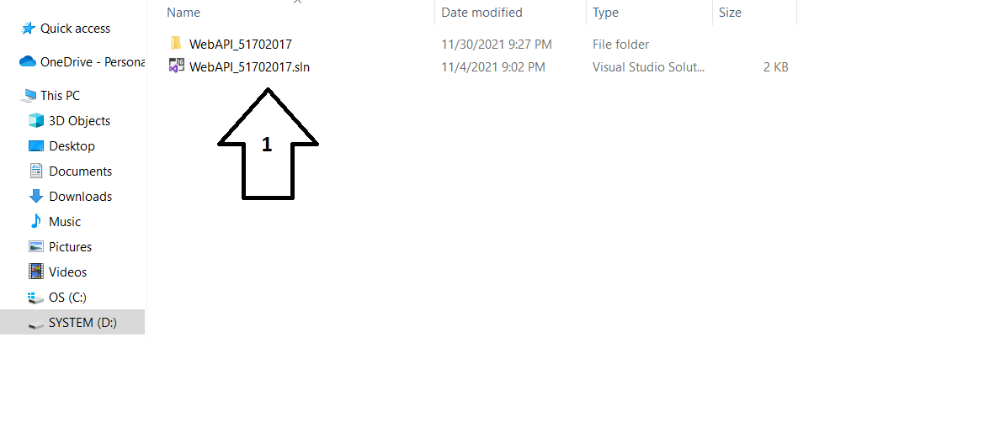 Name Date modified Type Size
Quick access
WebAPI_51702017 11/30/2021 9:27 PM File folder
OneDrive - Persona
WebAPI_51702017.sln 11/4/2021 9:02 PM Visual Studio Solut... 2 KB
This PC
3D Objects
1
Desktop
Documents
Downloads
Music
Pictures
Videos
OS (C:)
SYSTEM (D:)